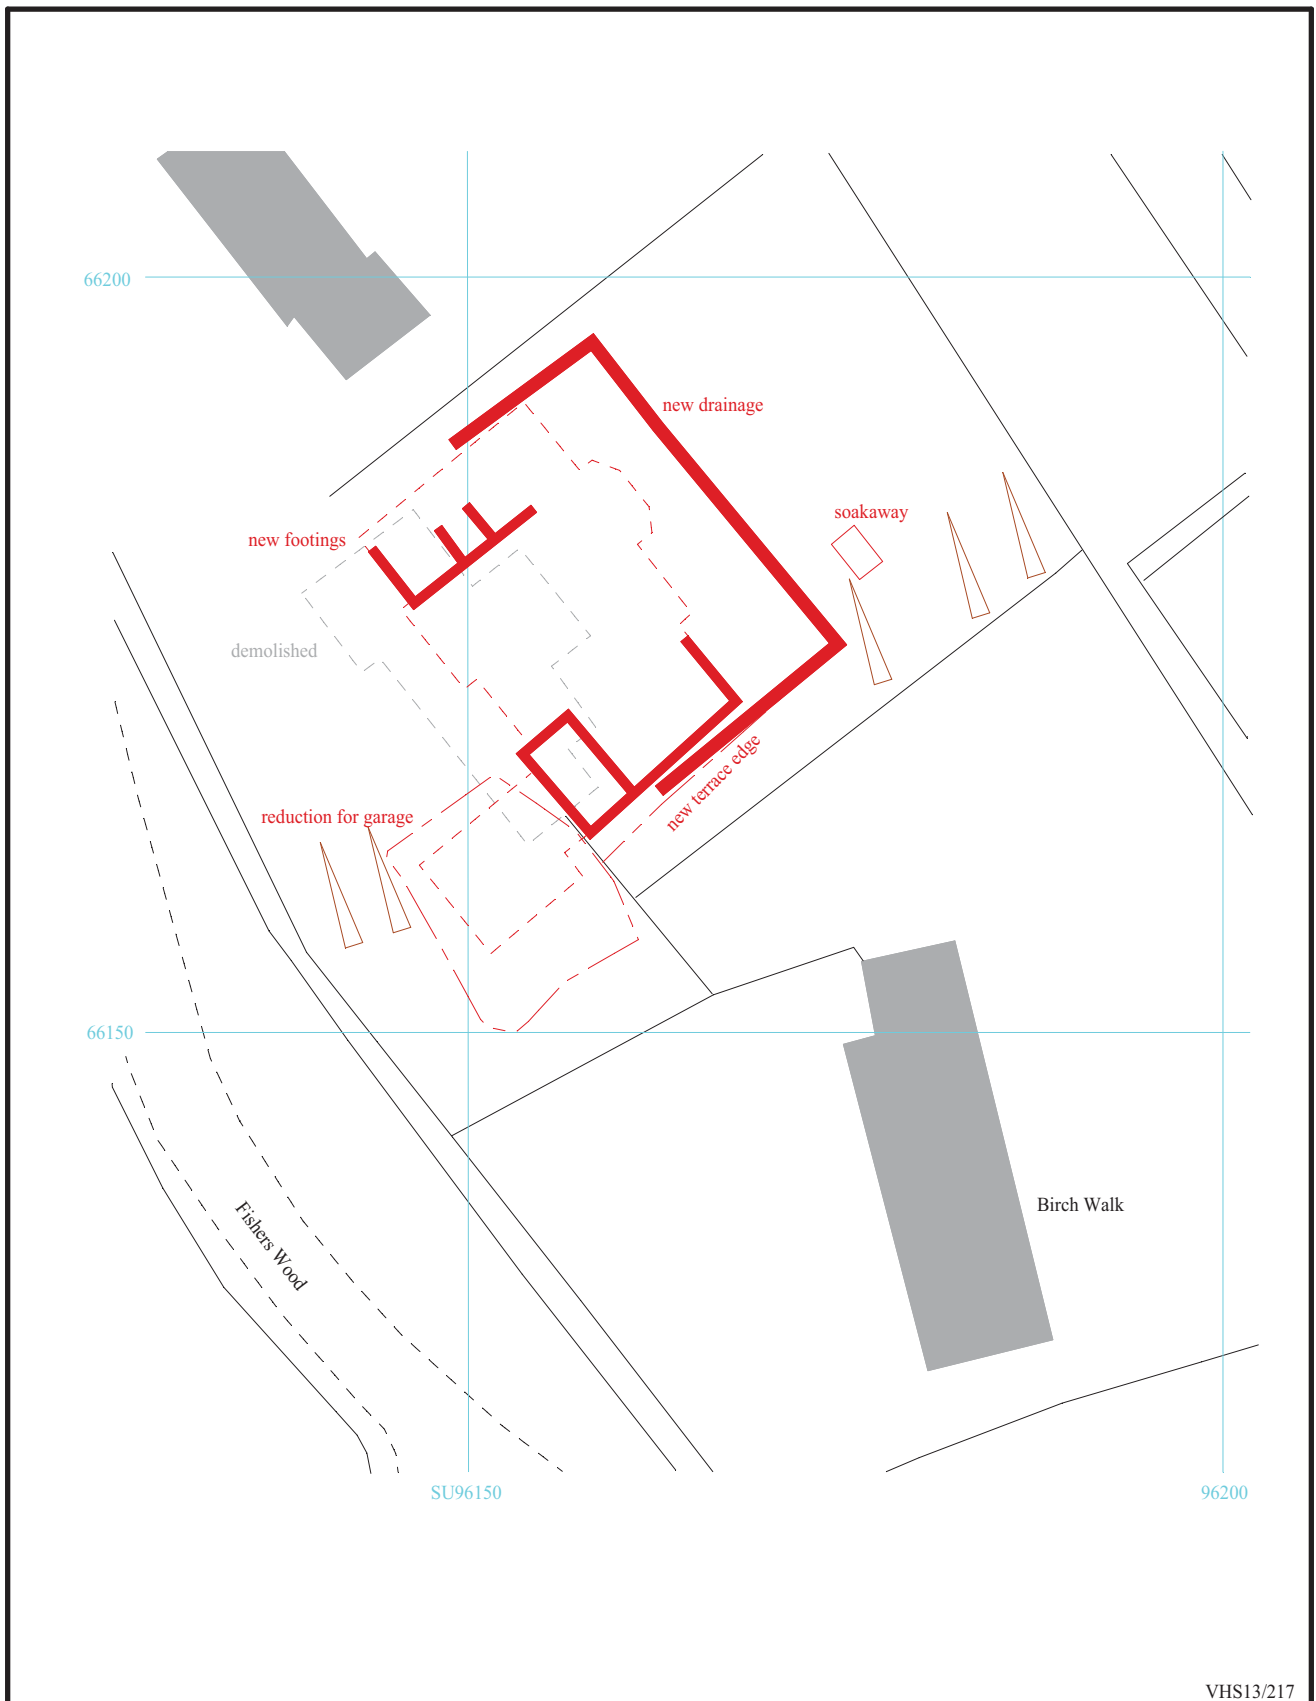 66200
new drainage
soakaway
new footings
demolished
new terrace edge
reduction for garage
66150
Birch Walk
Fishers Wood
SU96150
96200
VHS13/217